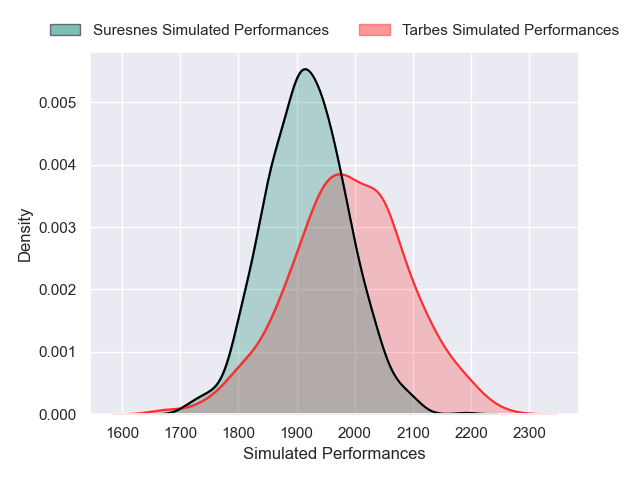 Suresnes Simulated Performances
Tarbes Simulated Performances
0.005
0.004
0.003
0.002
0.001
0.000
Density
1600 1700 1800 1900 2000 2100 2200 2300
Simulated Performances